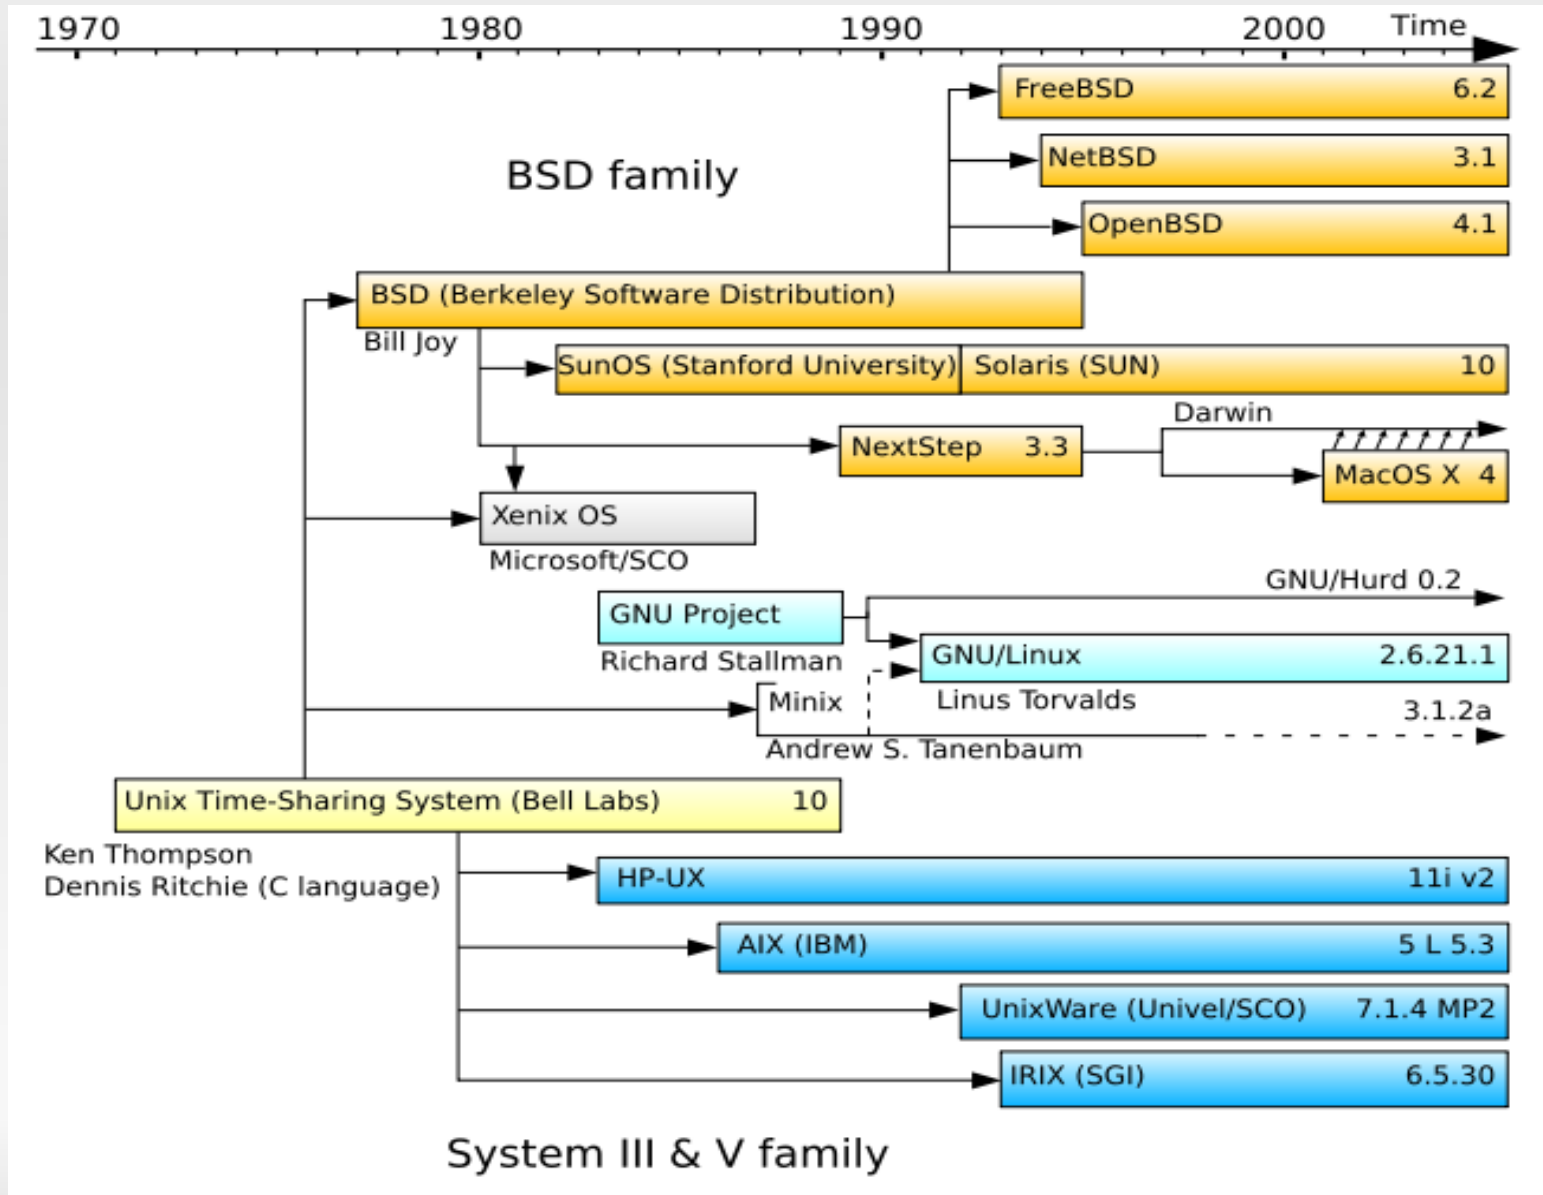 1970 1980 1990 2000 Time
FreeBSD 6.2
NetBSD 3.1
BSD family
OpenBSD 4.1
BSD (Berkeley Software Distribution)
Bill Joy
SunOS (Stanford University) Solaris (SUN) 10
Darwin
NextStep 3.3
MacOS X 4
Xenix OS
Microsoft/SCO
GNU/Hurd 0.2
GNU Project
Richard Stallman
GNU/Linux 2.6.21.1
Linus Torvalds
Minix
3.1.2a
Andrew S. Tanenbaum
Unix Time-Sharing System (Bell Labs) 10
Ken Thompson
Dennis Ritchie (C language)
HP-UX 11i v2
AIX (IBM) 5 L 5.3
UnixWare (Univel/SCO) 7.1.4 MP2
IRIX (SGI) 6.5.30
System III & V family